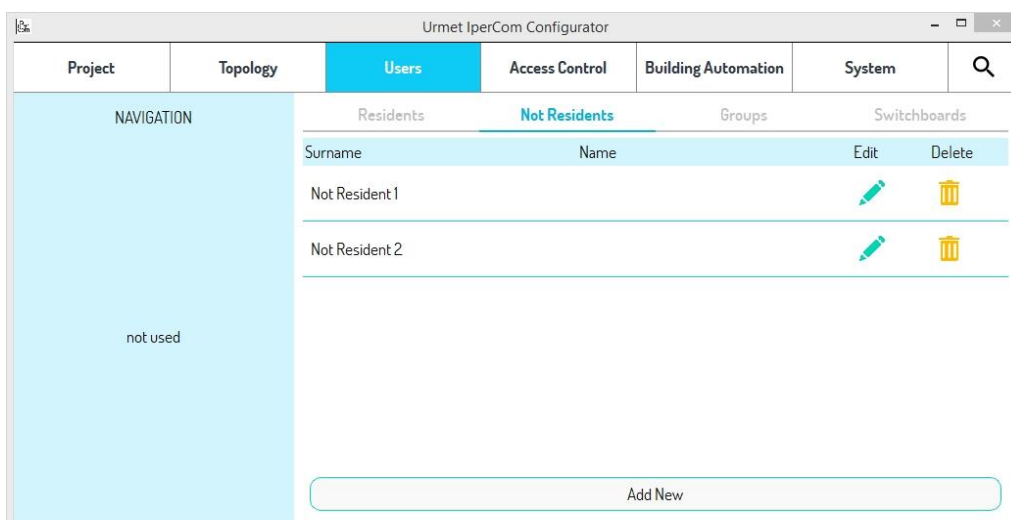 Urmet IperCom Configurator
Project Topology Users Access Control Building Automation System
NAVIGATION
Residents Not Residents Groups Switchboards
Surname Name Edit Delete
Not Resident 1
Not Resident 2
not used
Add New